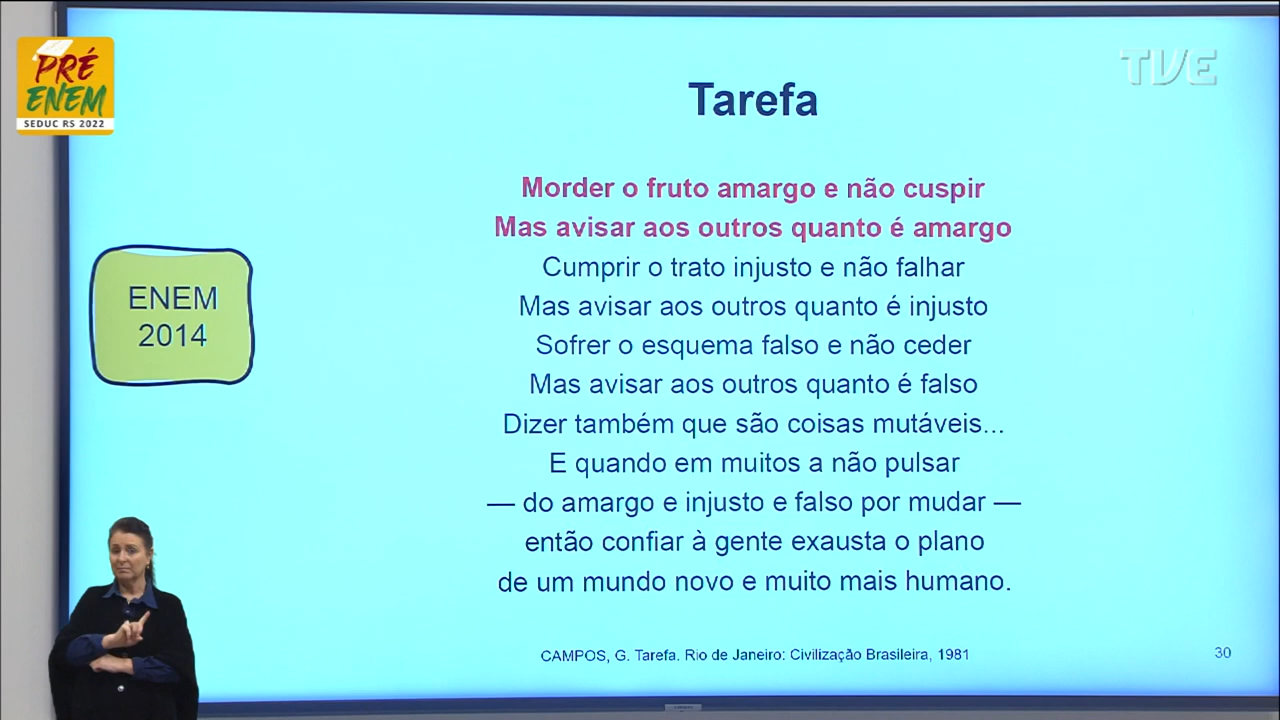 PRÉ
ENEM
SEDUC RS 2022
TVE
Tarefa
Morder o fruto amargo e não cuspir
Mas avisar aos outros quanto é amargo
Cumprir o trato injusto e não falhar
Mas avisar aos outros quanto é injusto
Sofrer o esquema falso e não ceder
Mas avisar aos outros quanto é falso
Dizer também que são coisas mutáveis...
E quando em muitos a não pulsar
— do amargo e injusto e falso por mudar —
então confiar à gente exausta o plano
de um mundo novo e muito mais humano.
ENEM
2014
CAMPOS, G. Tarefa. Rio de Janeiro: Civilização Brasileira, 1981
30